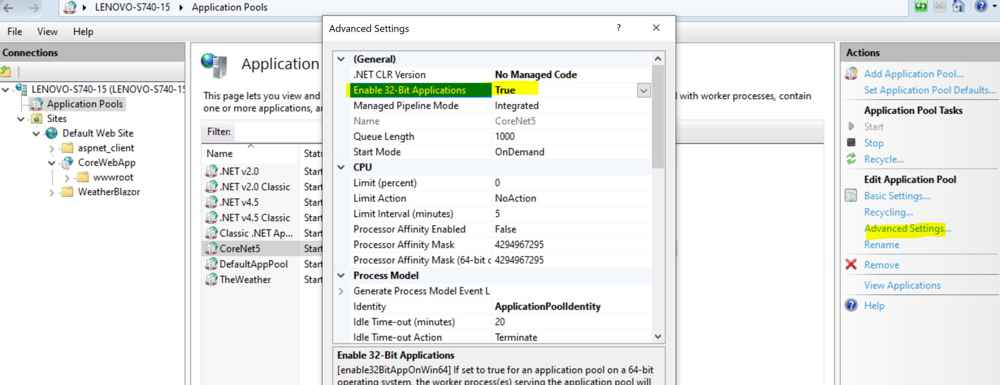 LENOVO-S740-15
Application Pools
File View Help
Connections
LENOVO-S740-15 (LENOVO-S740-15
Application Pools
Sites
Default Web Site
aspnet_client
CoreWebApp
wwwroot
WeatherBlazor
Application
This page lets you view and
one or more applications, a
with worker processes, contain
Filter:
Name Statu
.NET v2.0 Start
.NET v2.0 Classic Start
.NET v4.5 Start
.NET v4.5 Classic Start
Classic .NET Ap... Start
CoreNet5 Start
DefaultAppPool Start
TheWeather Start
Advanced Settings ?
(General)
.NET CLR Version No Managed Code
Enable 32-Bit Applications True
Managed Pipeline Mode Integrated
Name CoreNet5
Queue Length 1000
Start Mode OnDemand
CPU
Limit (percent) 0
Limit Action NoAction
Limit Interval (minutes) 5
Processor Affinity Enabled False
Processor Affinity Mask 4294967295
Processor Affinity Mask (64-bit o 4294967295
Process Model
Generate Process Model Event L
Identity ApplicationPoolIdentity
Idle Time-out (minutes) 20
Idle Time-out Action Terminate
Enable 32-Bit Applications
[enable32BitAppOnWin64] If set to true for an application pool on a 64-bit
operating system, the worker process(es) serving the application pool will
Actions
Add Application Pool...
Set Application Pool Defaults...
Application Pool Tasks
Start
Stop
Recycle...
Edit Application Pool
Basic Settings...
Recycling...
Advanced Settings...
Rename
Remove
View Applications
Help